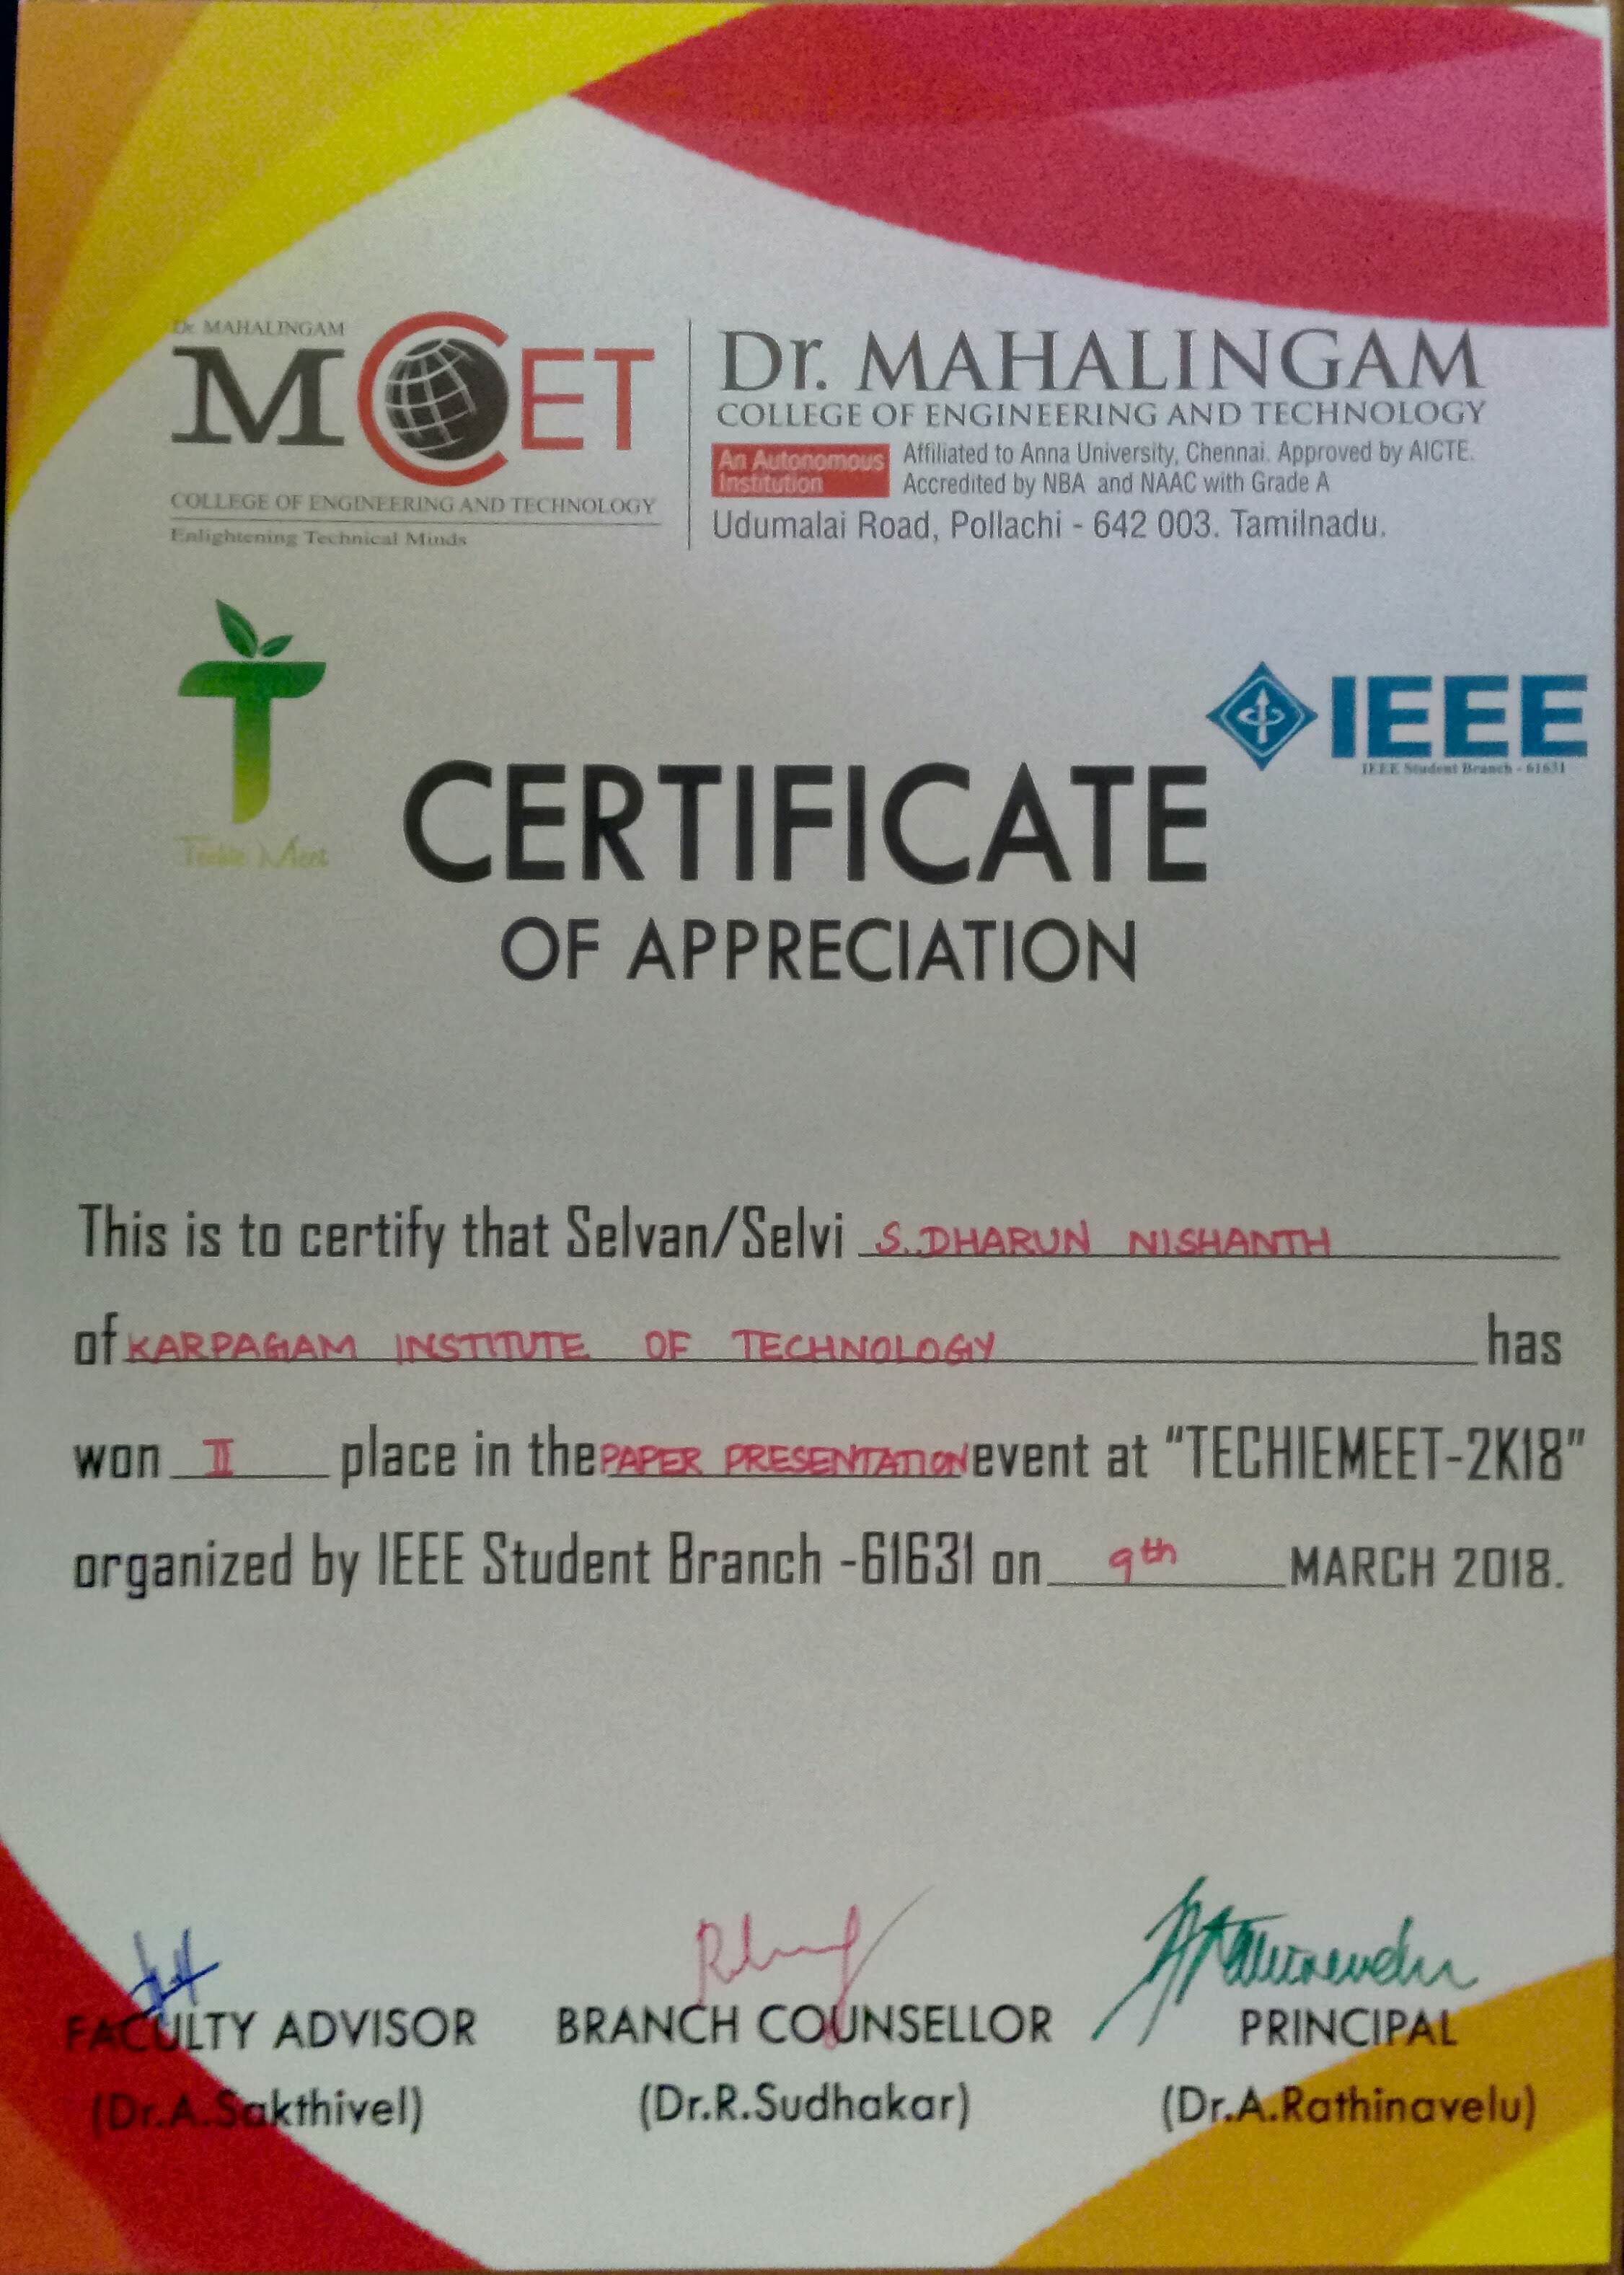 Dr. MAHALINGAM
MCET
COLLEGE OF ENGINEERING AND TECHNOLOGY
Enlightening Technical Minds
Dr. MAHALINGAM
COLLEGE OF ENGINEERING AND TECHNOLOGY
An Autonomous
Institution
Affiliated to Anna University, Chennai. Approved by AICTE.
Accredited by NBA and NAAC with Grade A
Udumalai Road, Pollachi - 642 003. Tamilnadu.
T
Techie Meet
IEEE
IEEE Student Branch - 61631
CERTIFICATE
OF APPRECIATION
This is to certify that Selvan/Selvi S. DHARUN NISHANTH
of KARPAGAM INSTITUTE OF TECHNOLOGY has
won II place in the PAPER PRESENTATION event at "TECHIEMEET-2K18"
organized by IEEE Student Branch -61631 on 9th MARCH 2018.
FACULTY ADVISOR
(Dr.A.Sakthivel)
BRANCH COUNSELLOR
(Dr.R.Sudhakar)
PRINCIPAL
(Dr.A.Rathinavelu)